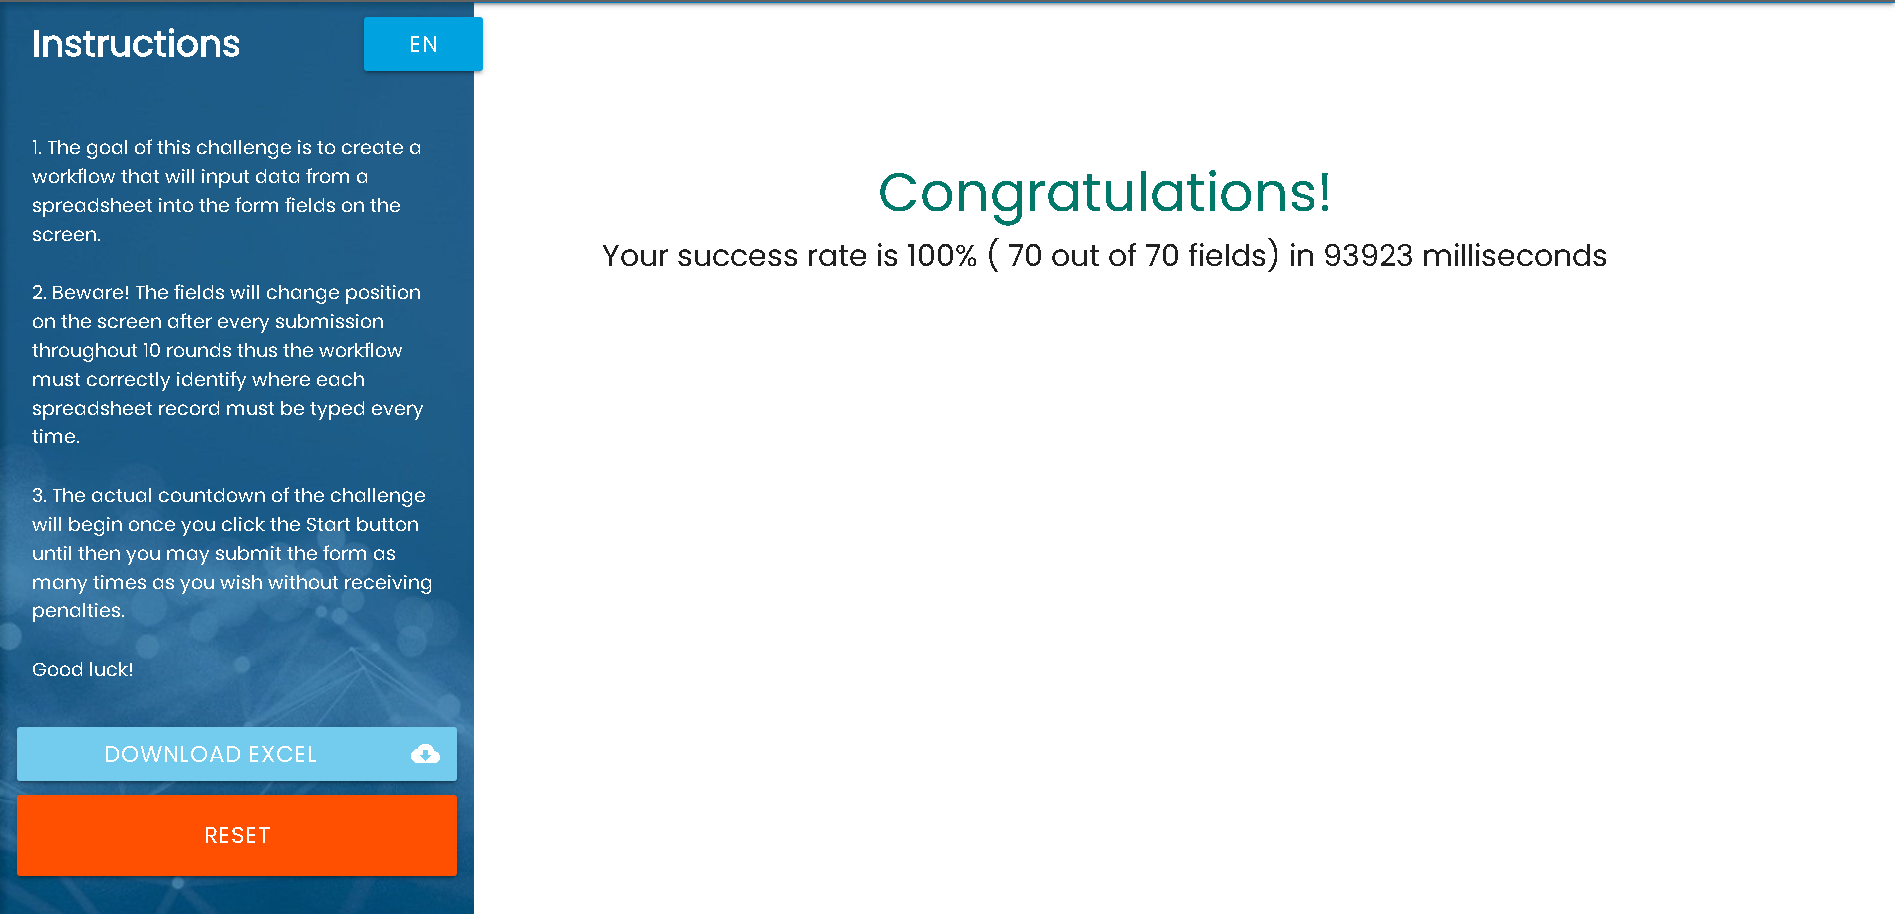 Instructions
EN
1. The goal of this challenge is to create a
workflow that will input data from a
spreadsheet into the form fields on the
screen.
2. Beware! The fields will change position
on the screen after every submission
throughout 10 rounds thus the workflow
must correctly identify where each
spreadsheet record must be typed every
time.
3. The actual countdown of the challenge
will begin once you click the Start button
until then you may submit the form as
many times as you wish without receiving
penalties.
Good luck!
DOWNLOAD EXCEL
RESET
Congratulations!
Your success rate is 100% ( 70 out of 70 fields) in 93923 milliseconds